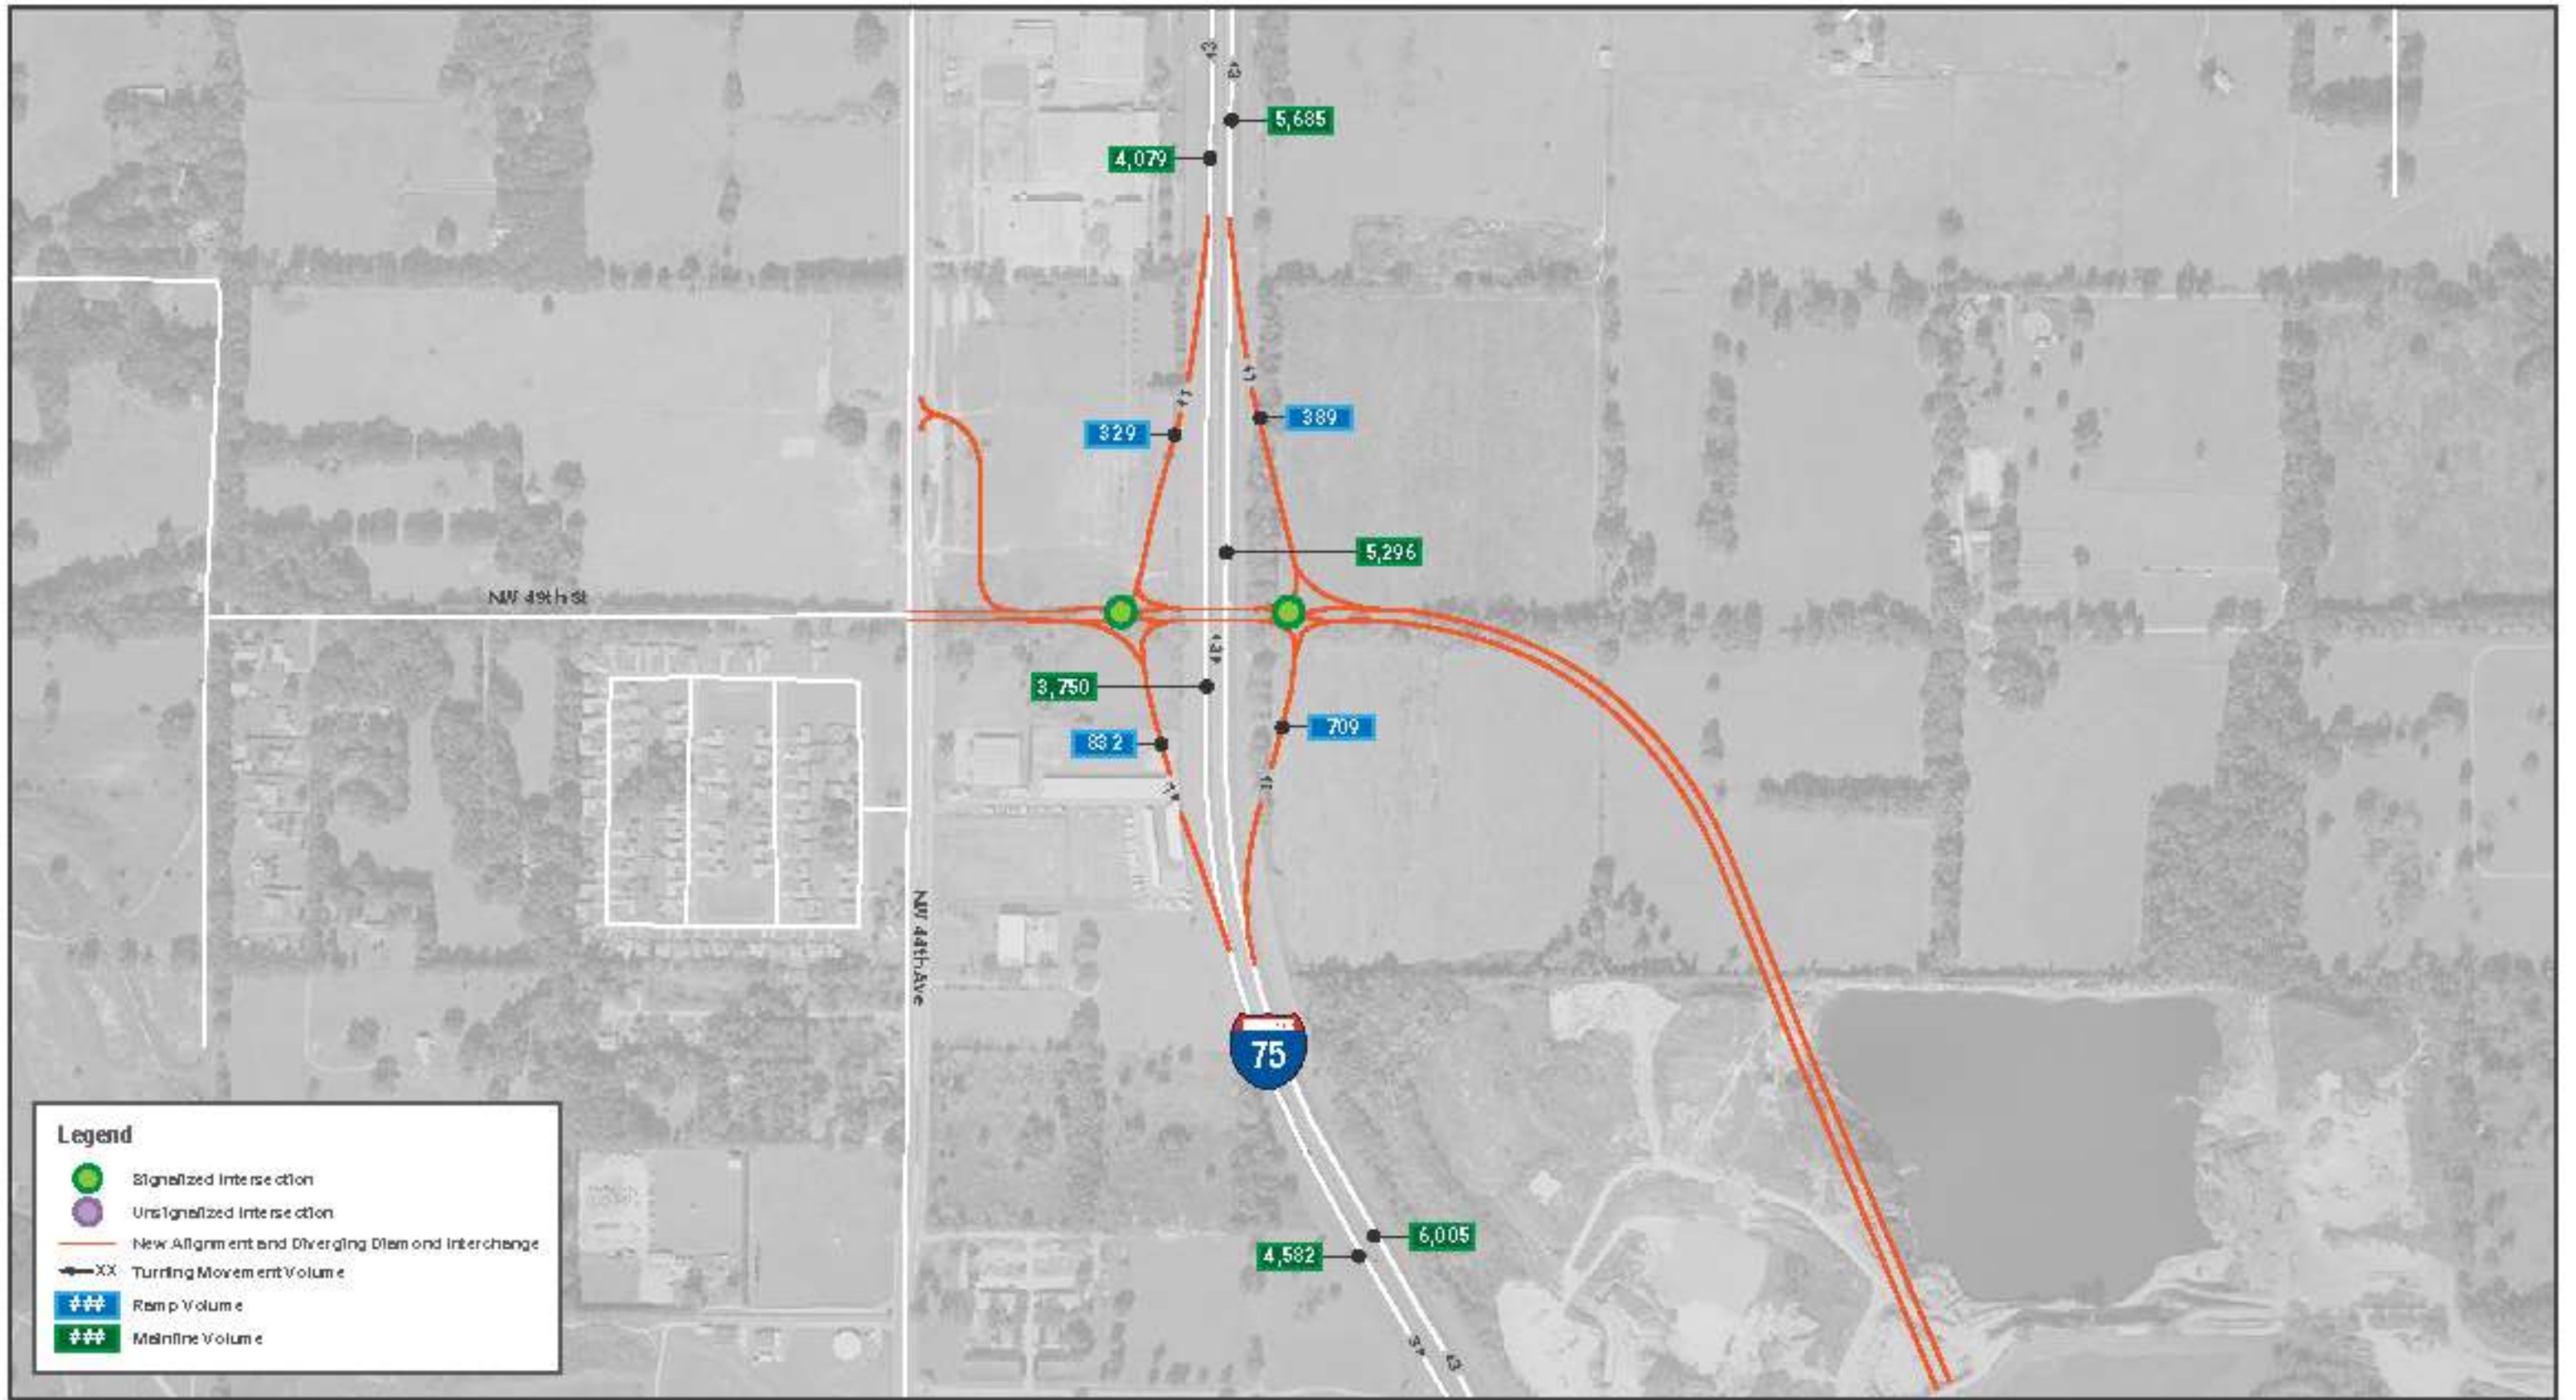 5,685
4,079
329
389
5,296
NW 49th St
3,750
832
709
NW 44th Ave
75
6,005
4,582
Legend
Signalized Intersection
Unsignalized Intersection
New Alignment and Diverging Diamond Interchange
XX Turning Movement Volume
### Ramp Volume
### Mainline Volume